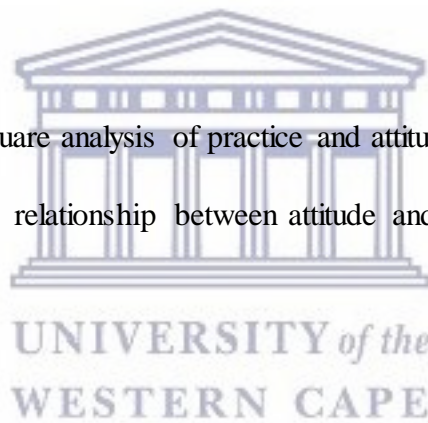 uare analysis of practice and attitu
relationship between attitude and
UNIVERSITY of the
WESTERN CAPE